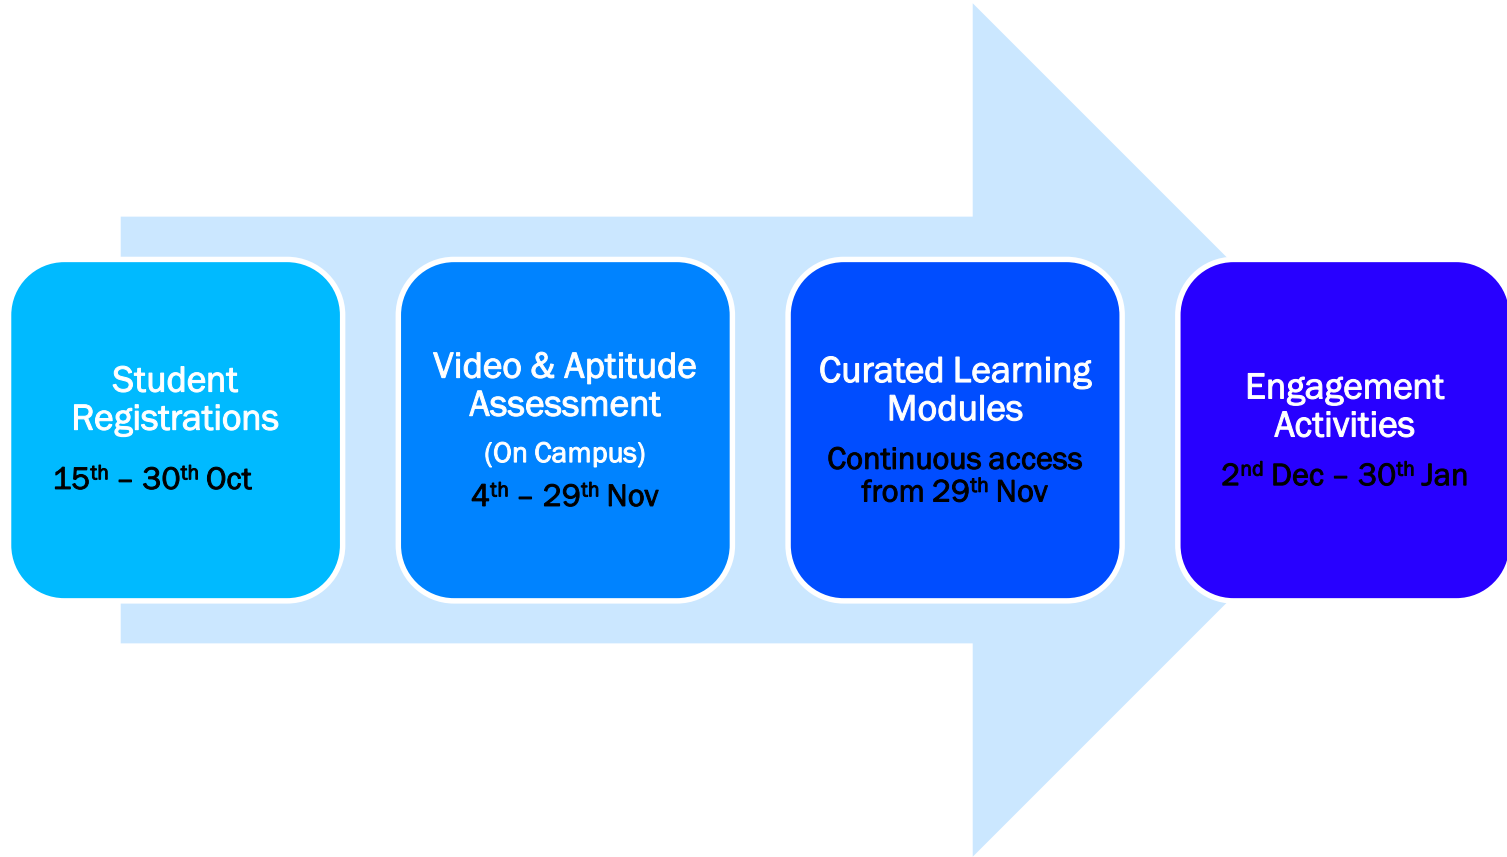 Student
Registrations
15th – 30th Oct
Video & Aptitude
Assessment
(On Campus)
4th – 29th Nov
Curated Learning
Modules
Continuous access
from 29th Nov
Engagement
Activities
2nd Dec – 30th Jan